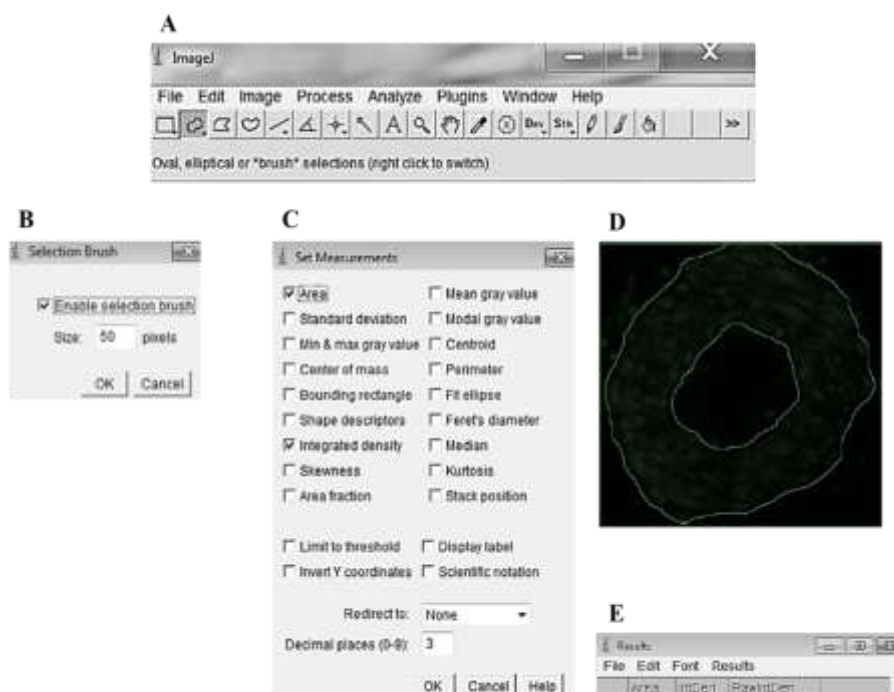 A
ImageJ
File Edit Image Process Analyze Plugins Window Help
A Dev. Stk. >>
Oval, elliptical or *brush* selections (right click to switch)
B
Selection Brush
Enable selection brush
Size: 50 pixels
OK Cancel
C
Set Measurements
Area Mean gray value
Standard deviation Modal gray value
Min & max gray value Centroid
Center of mass Perimeter
Bounding rectangle Fit ellipse
Shape descriptors Feret's diameter
Integrated density Median
Skewness Kurtosis
Area fraction Stack position
Limit to threshold Display label
Invert Y coordinates Scientific notation
Redirect to: None
Decimal places (0-9): 3
OK Cancel Help
D
E
Results
File Edit Font Results
Area IntDen RawIntDen